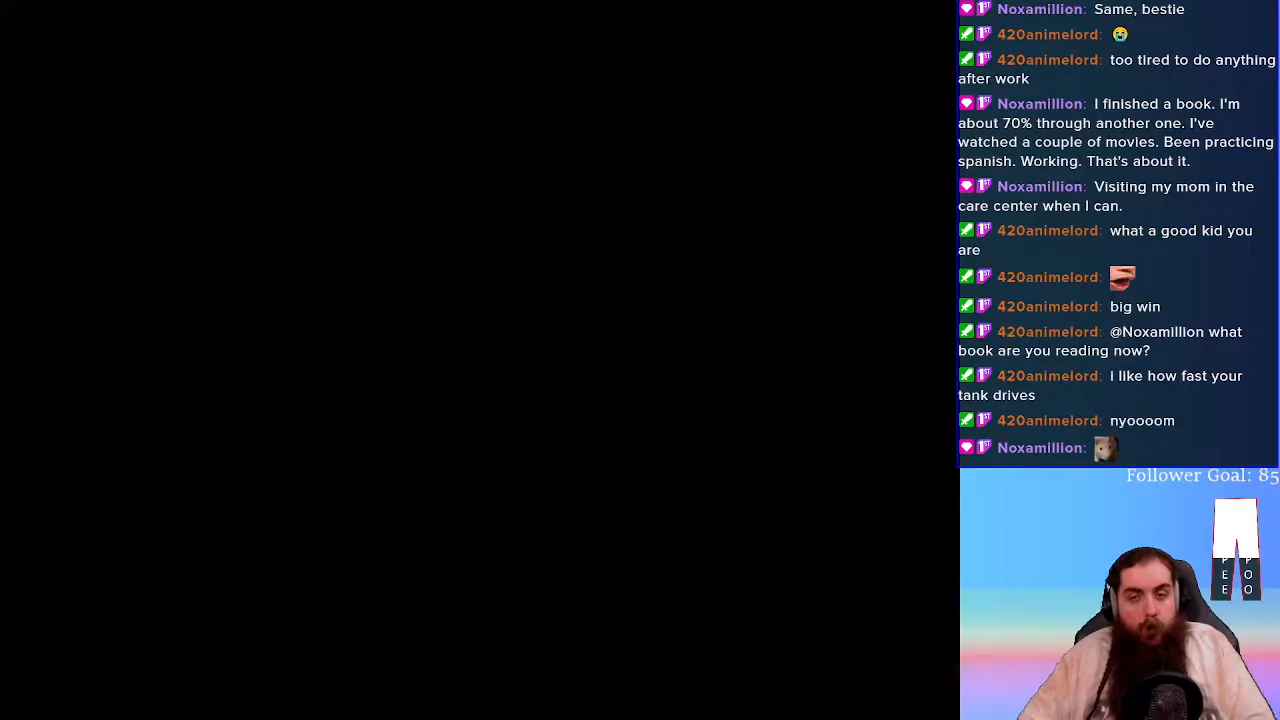 Noxamillion: Same, bestie
420animelord: 😭
420animelord: too tired to do anything
after work
Noxamillion: I finished a book. I'm
about 70% through another one. I've
watched a couple of movies. Been practicing
spanish. Working. That's about it.
Noxamillion: Visiting my mom in the
care center when I can.
420animelord: what a good kid you
are
420animelord:
420animelord: big win
420animelord: @Noxamillion what
book are you reading now?
420animelord: i like how fast your
tank drives
420animelord: nyoooom
Noxamillion:
Follower Goal: 85
PEE
POO